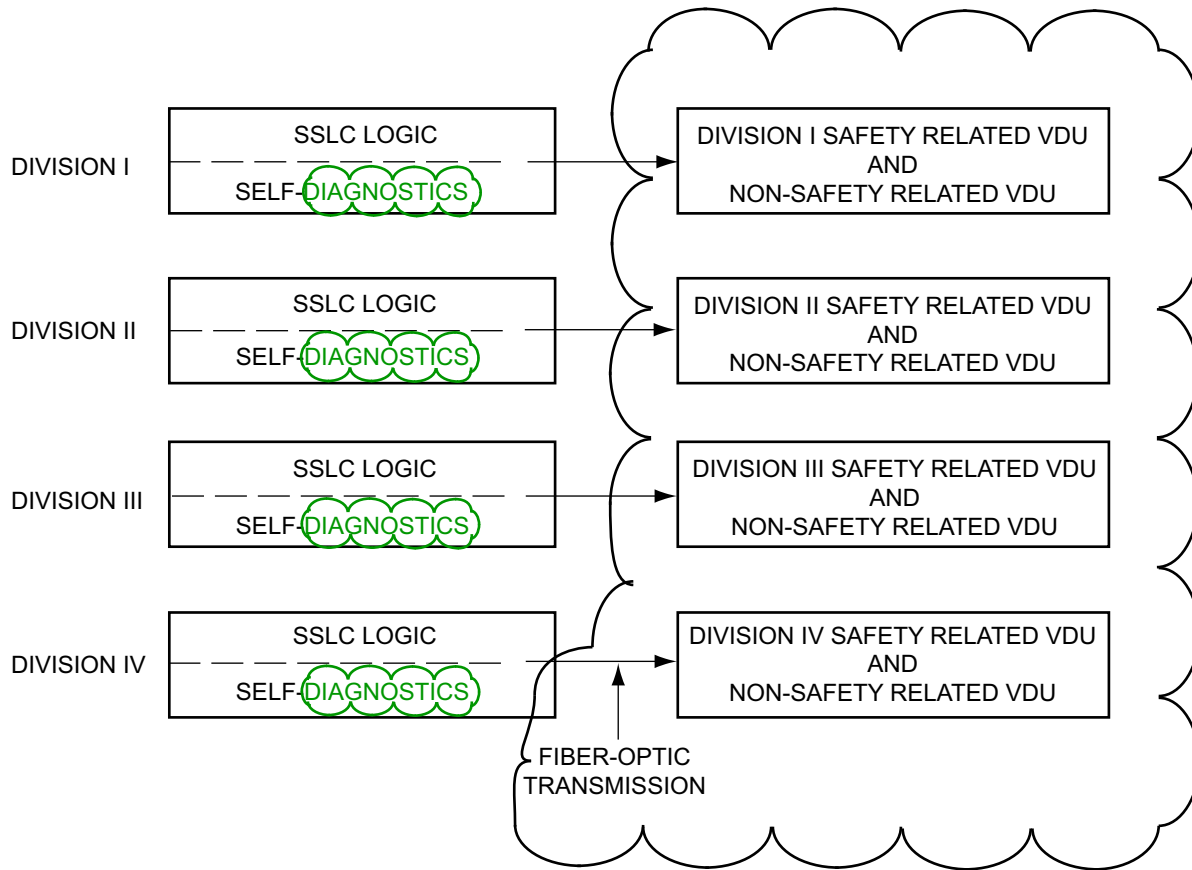 DIVISION I
SSLC LOGIC
SELF-DIAGNOSTICS
DIVISION I SAFETY RELATED VDU
AND
NON-SAFETY RELATED VDU
DIVISION II
SSLC LOGIC
SELF-DIAGNOSTICS
DIVISION II SAFETY RELATED VDU
AND
NON-SAFETY RELATED VDU
DIVISION III
SSLC LOGIC
SELF-DIAGNOSTICS
DIVISION III SAFETY RELATED VDU
AND
NON-SAFETY RELATED VDU
DIVISION IV
SSLC LOGIC
SELF-DIAGNOSTICS
DIVISION IV SAFETY RELATED VDU
AND
NON-SAFETY RELATED VDU
FIBER-OPTIC
TRANSMISSION